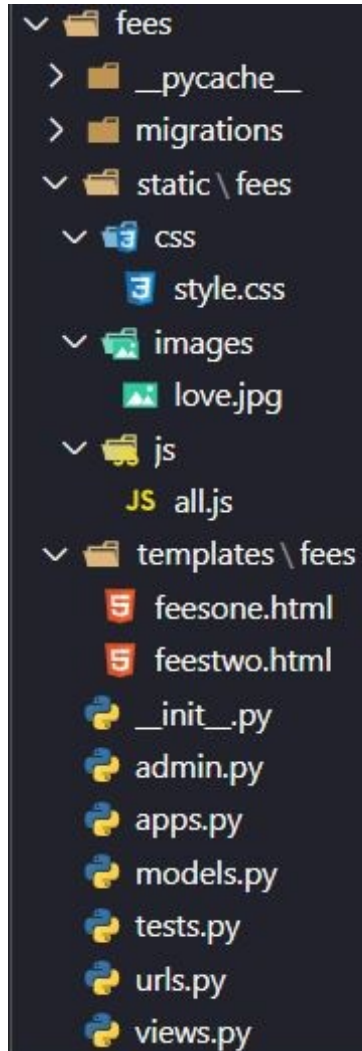 fees
__pycache__
migrations
static \ fees
css
style.css
images
love.jpg
js
JS all.js
templates \ fees
feesone.html
feestwo.html
__init__.py
admin.py
apps.py
models.py
tests.py
urls.py
views.py